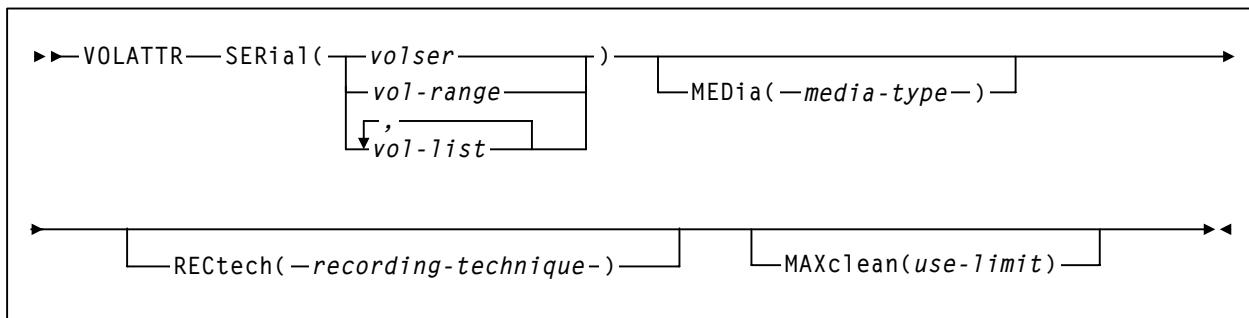 VOLATTR SERial( volser ) MEDia( media-type )
vol-range
,
vol-list
RECtech( recording-technique ) MAXclean(use-limit)